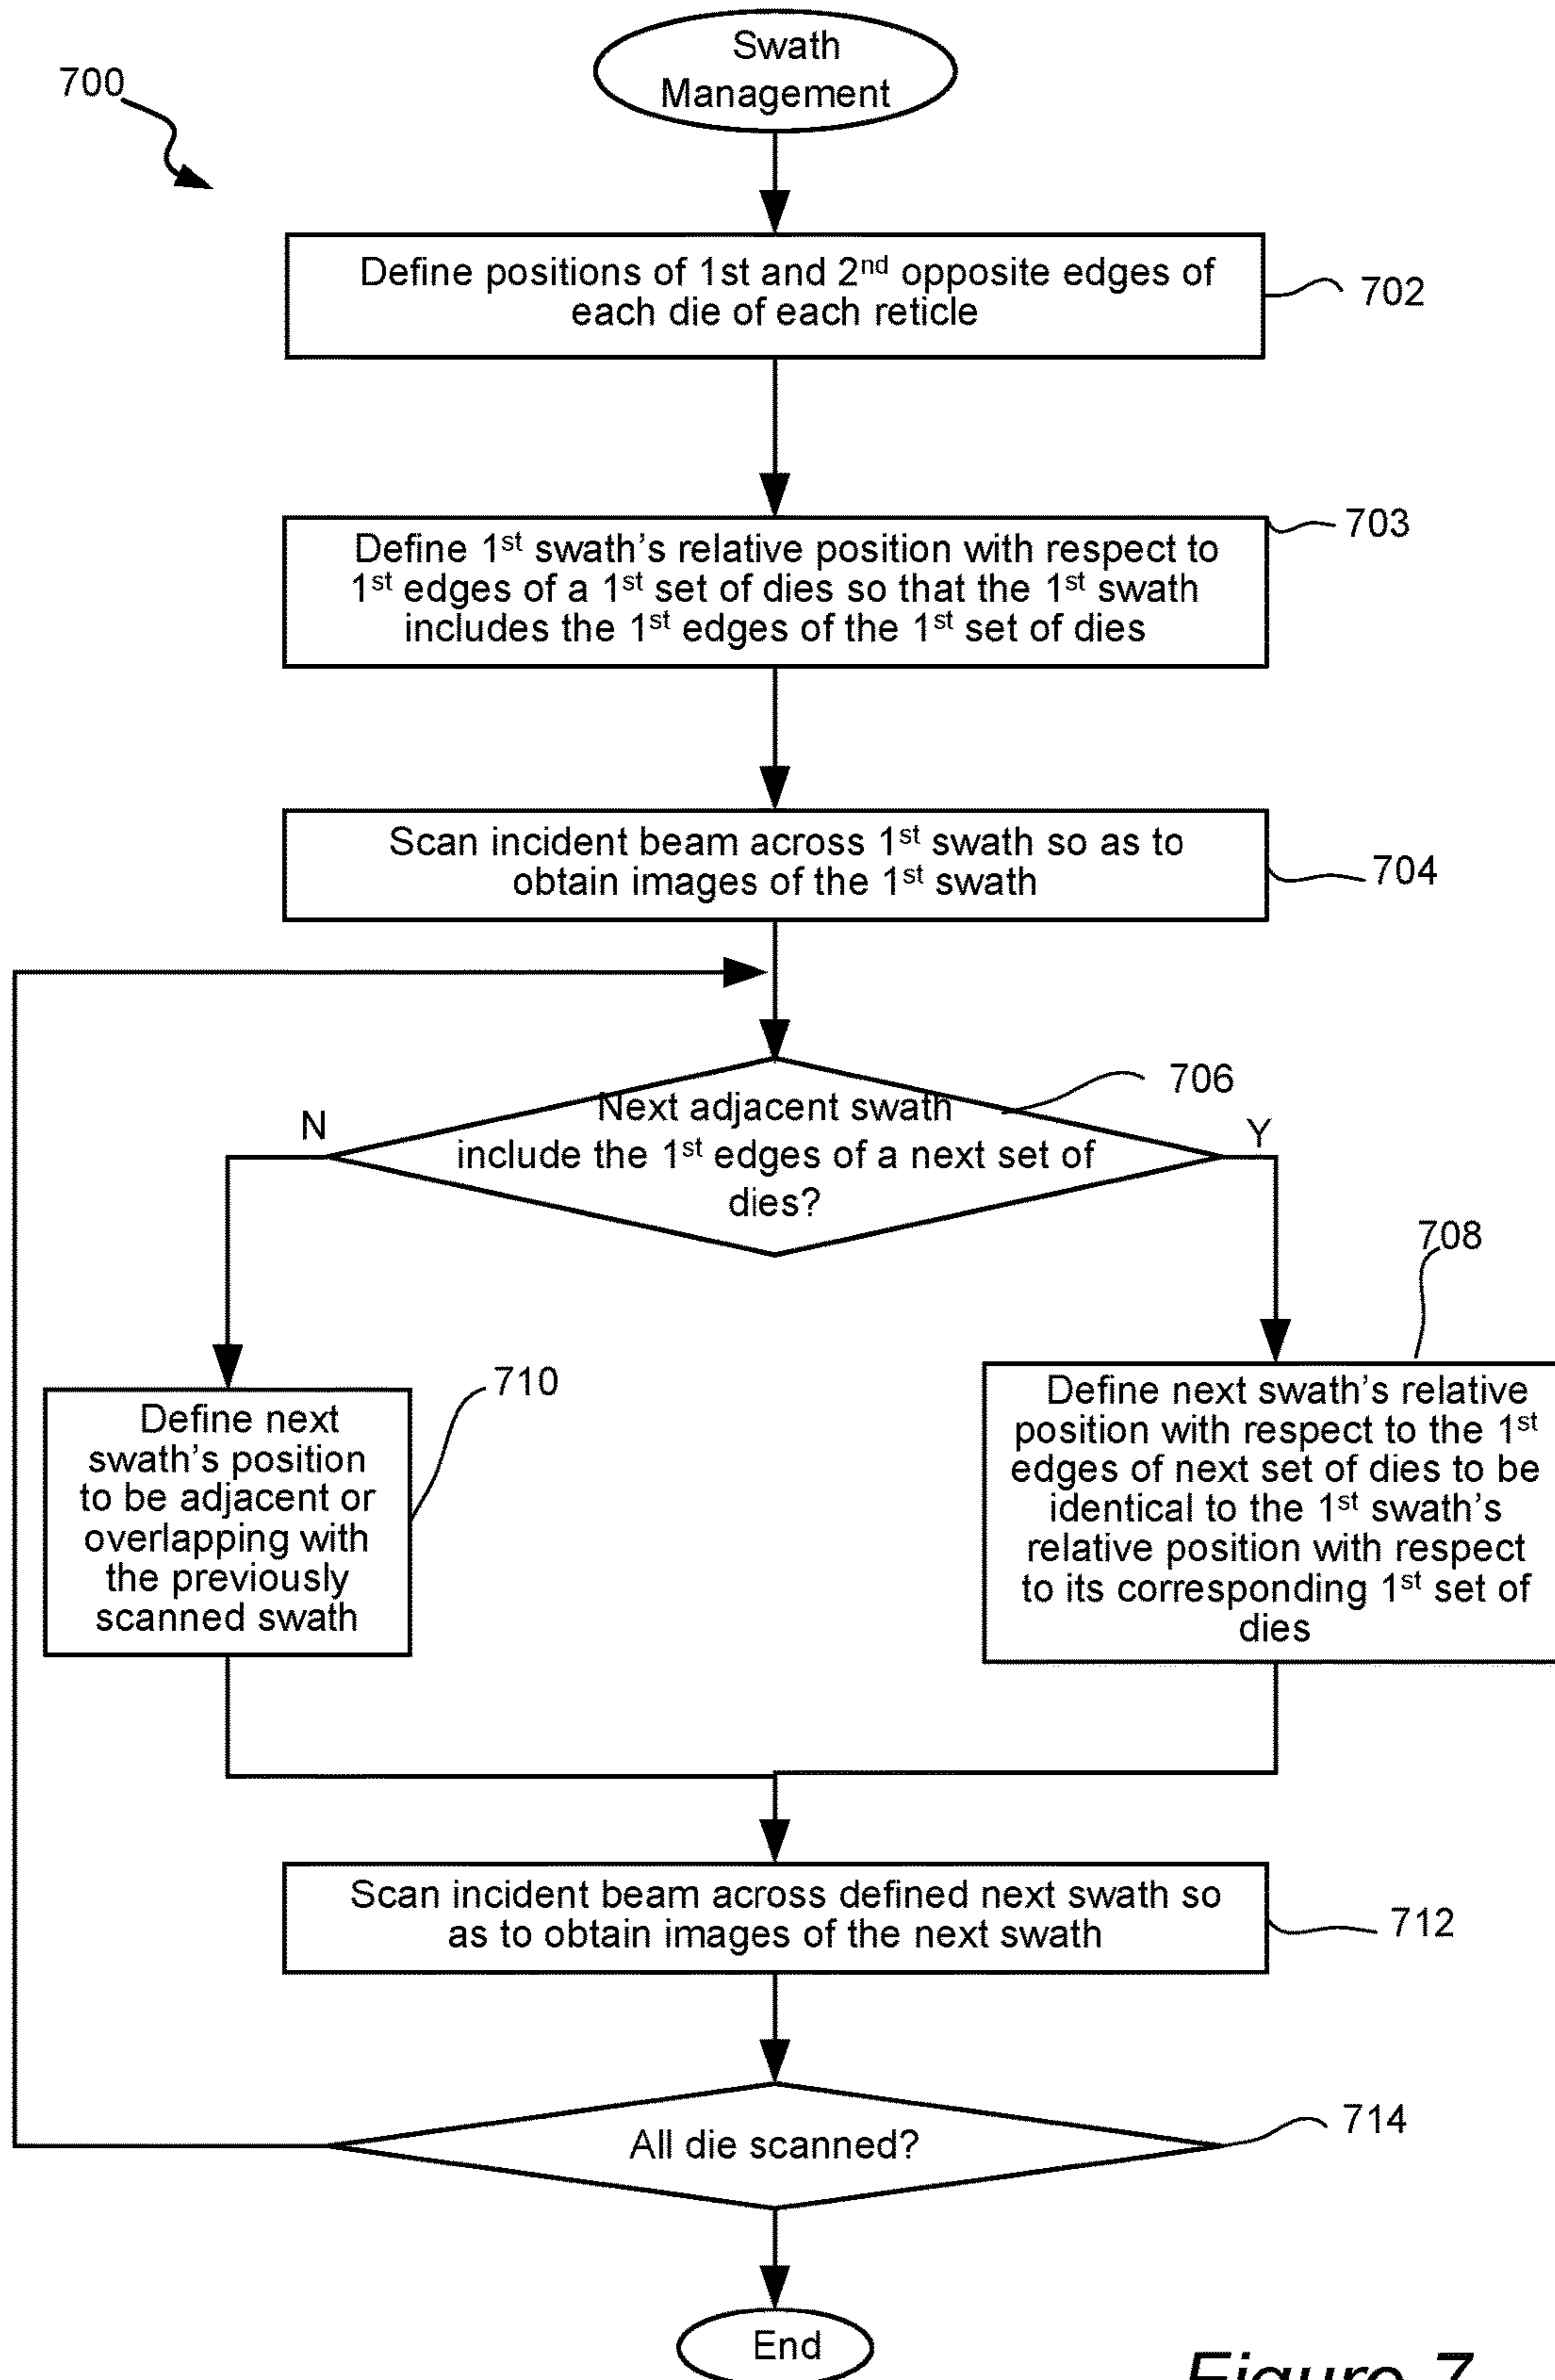 Swath
Management
700
Define positions of 1st and 2nd opposite edges of
each die of each reticle
702
Define 1st swath's relative position with respect to
1st edges of a 1st set of dies so that the 1st swath
includes the 1st edges of the 1st set of dies
703
Scan incident beam across 1st swath so as to
obtain images of the 1st swath
704
Next adjacent swath
include the 1st edges of a next set of
dies?
706
N
Y
708
710
Define next
swath's position
to be adjacent or
overlapping with
the previously
scanned swath
Define next swath's relative
position with respect to the 1st
edges of next set of dies to be
identical to the 1st swath's
relative position with respect
to its corresponding 1st set of
dies
Scan incident beam across defined next swath so
as to obtain images of the next swath
712
All die scanned?
714
End
Figure 7